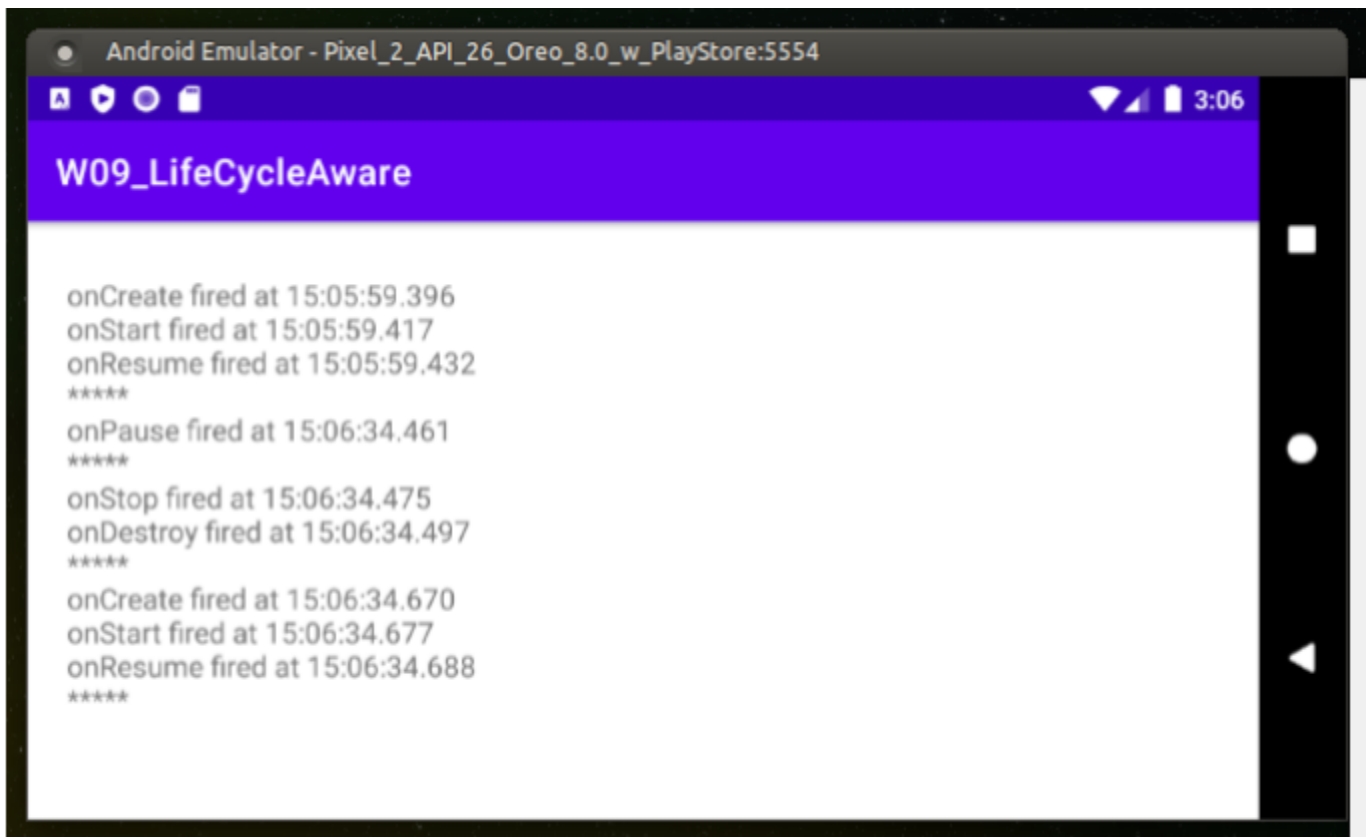 Android Emulator - Pixel_2_API_26_Oreo_8.0_w_PlayStore:5554
3:06
W09_LifeCycleAware
onCreate fired at 15:05:59.396
onStart fired at 15:05:59.417
onResume fired at 15:05:59.432
*****
onPause fired at 15:06:34.461
*****
onStop fired at 15:06:34.475
onDestroy fired at 15:06:34.497
*****
onCreate fired at 15:06:34.670
onStart fired at 15:06:34.677
onResume fired at 15:06:34.688
*****